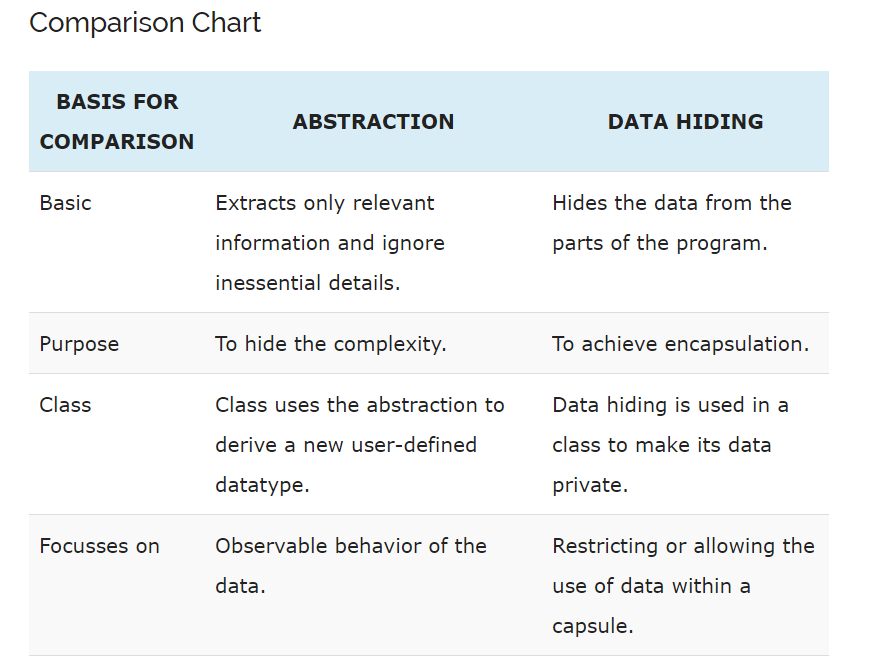 Comparison Chart
BASIS FOR
COMPARISON
ABSTRACTION
DATA HIDING
Basic
Extracts only relevant
information and ignore
inessential details.
Hides the data from the
parts of the program.
Purpose
To hide the complexity.
To achieve encapsulation.
Class
Class uses the abstraction to
derive a new user-defined
datatype.
Data hiding is used in a
class to make its data
private.
Focusses on
Observable behavior of the
data.
Restricting or allowing the
use of data within a
capsule.